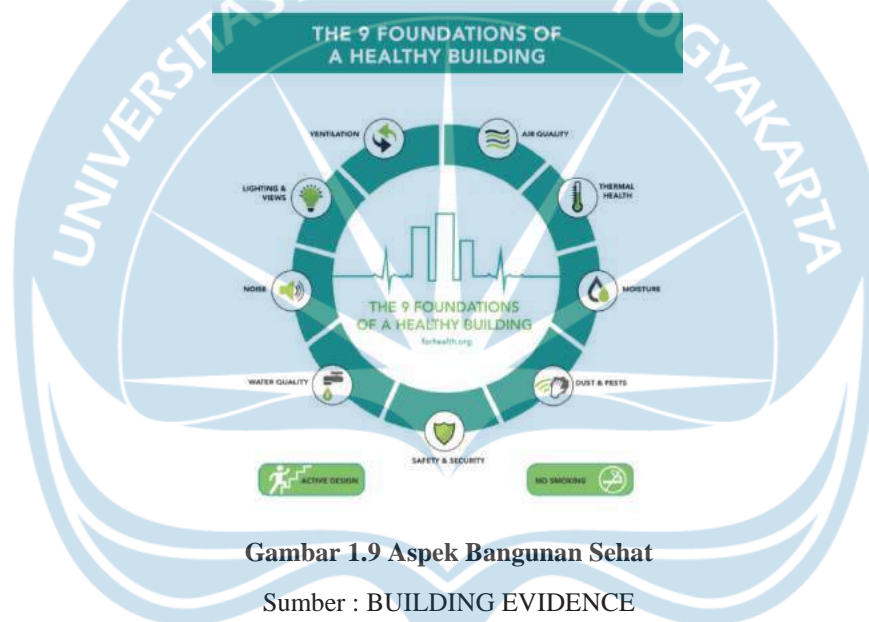 UNIVERSITAS
YOGYAKARTA
THE 9 FOUNDATIONS OF
A HEALTHY BUILDING
VENTILATION
AIR QUALITY
LIGHTING &
VIEWS
THERMAL
HEALTH
NOISE
MOISTURE
THE 9 FOUNDATIONS
OF A HEALTHY BUILDING
forhealth.org
WATER QUALITY
DUST & PESTS
SAFETY & SECURITY
ACTIVE DESIGN
NO SMOKING
Gambar 1.9 Aspek Bangunan Sehat
Sumber : BUILDING EVIDENCE